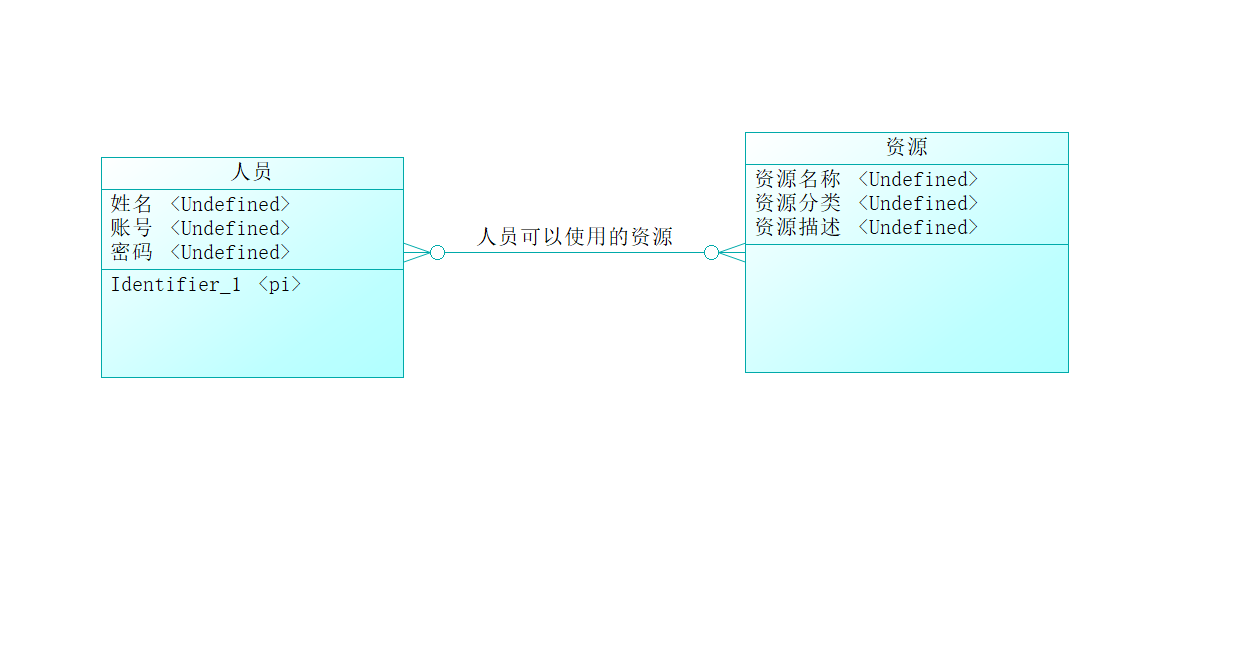 人员
姓名 <Undefined>
账号 <Undefined>
密码 <Undefined>
Identifier_1 <pi>
人员可以使用的资源
资源
资源名称 <Undefined>
资源分类 <Undefined>
资源描述 <Undefined>